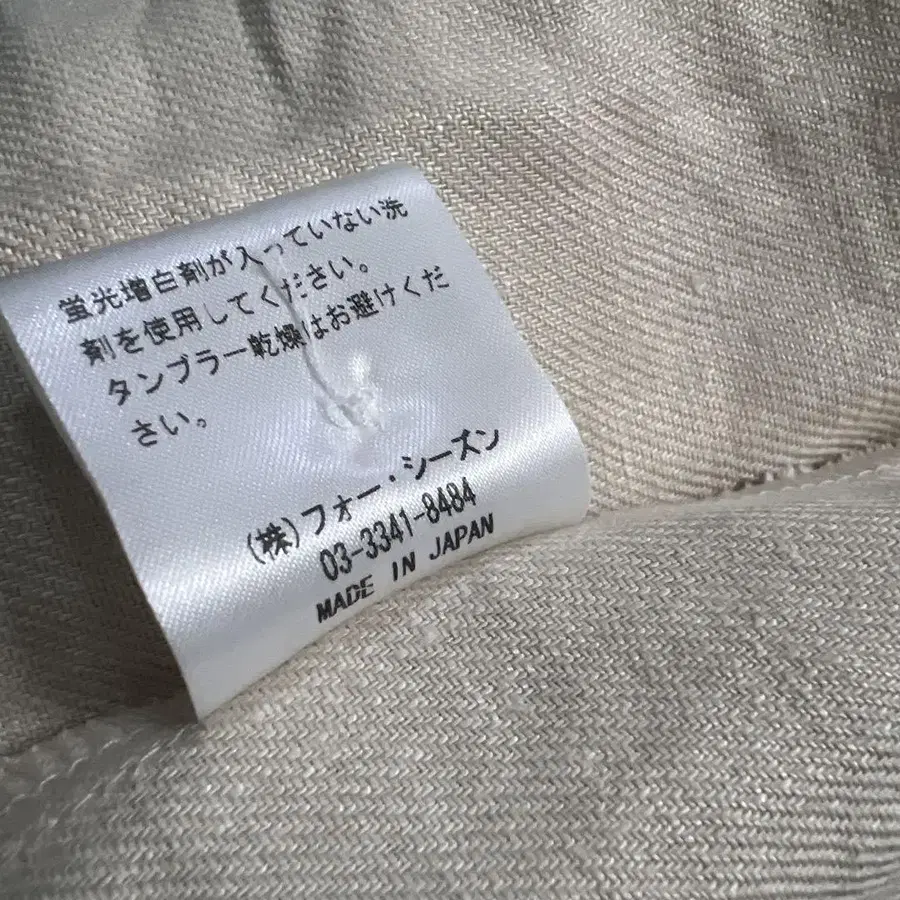 蛍光増白剤が入っていない洗
剤を使用してください。
タンブラー乾燥はお避けくだ
さい。
(株)フォー・シーズン
03-3341-8484
MADE IN JAPAN